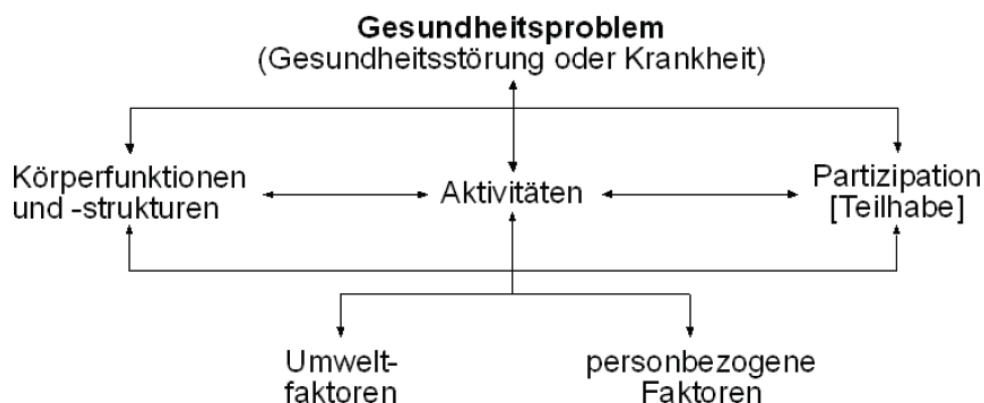 Gesundheitsproblem
(Gesundheitsstörung oder Krankheit)
Körperfunktionen
und -strukturen
Aktivitäten
Partizipation
[Teilhabe]
Umwelt-
faktoren
personbezogene
Faktoren